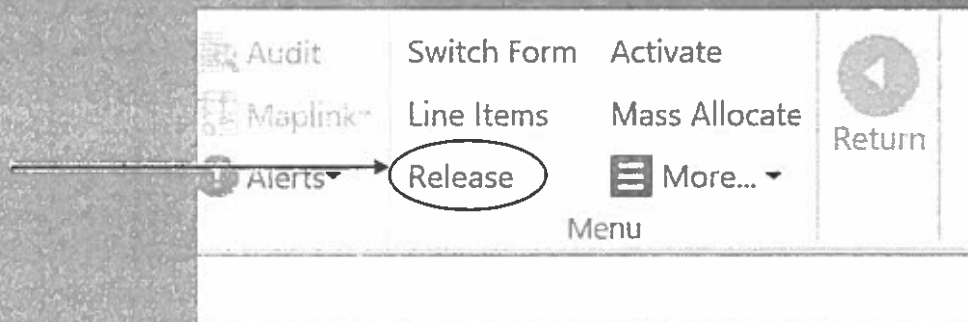 Audit Switch Form Activate
Maplink Line Items Mass Allocate Return
Alerts Release More...
Menu